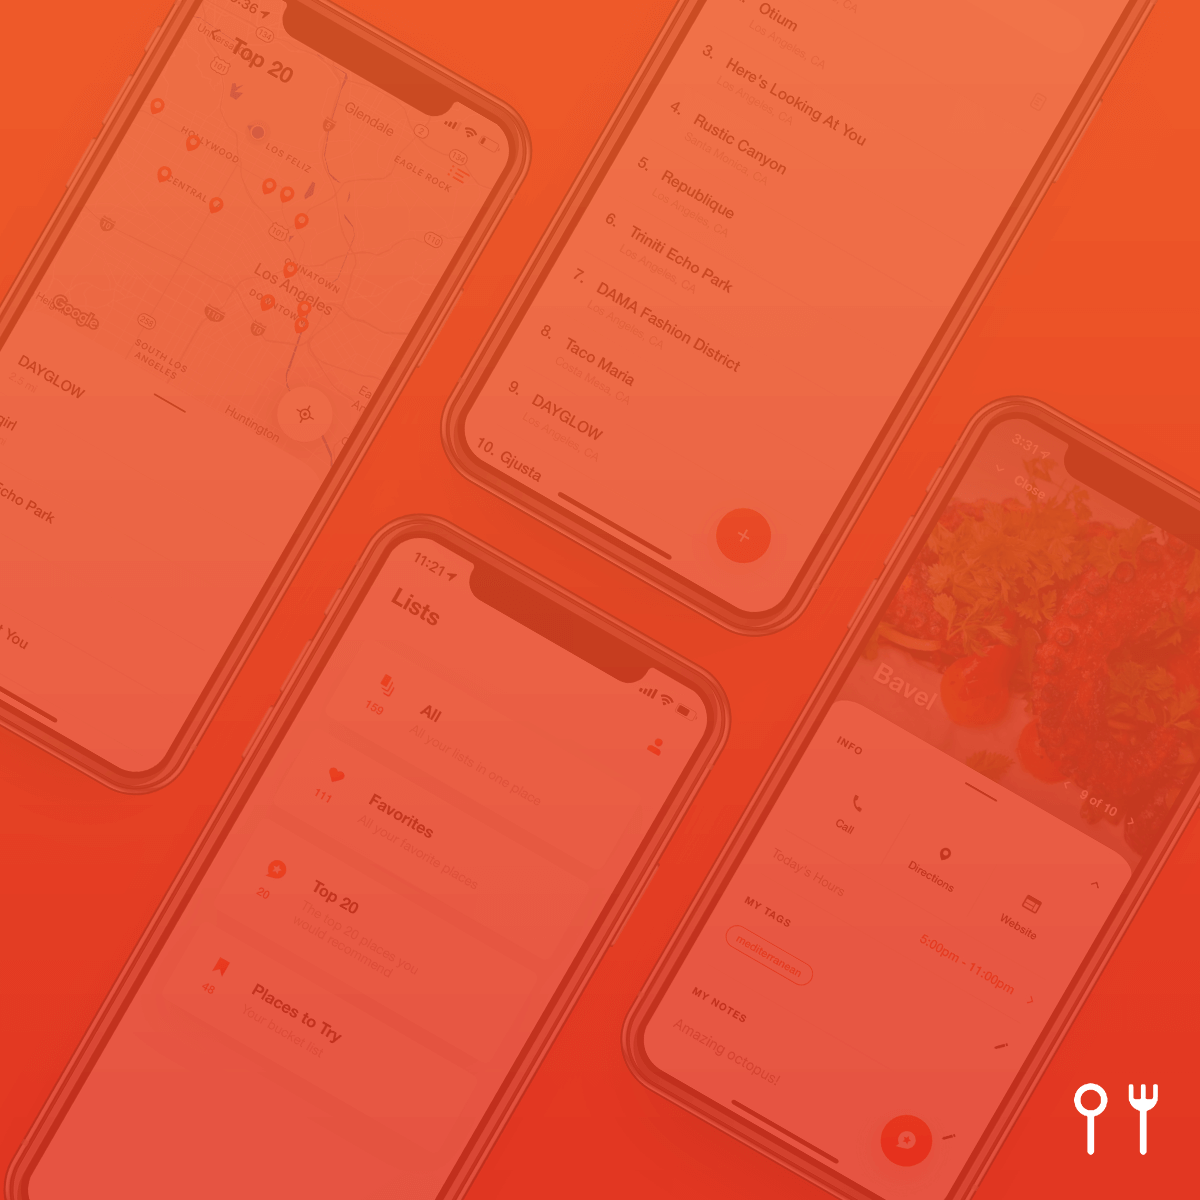 Top 20
Universal
134
101
Glendale
2
134
HOLLYWOOD
LOS FELIZ
EAGLE ROCK
CENTRAL
101
110
CHINATOWN
Los Angeles
DOWNTOWN
Google
SOUTH LOS
ANGELES
Huntington
DAYGLOW
Echo Park
You
Otium
Los Angeles, CA
3. Here's Looking At You
Los Angeles, CA
4. Rustic Canyon
Santa Monica, CA
5. Republique
Los Angeles, CA
6. Triniti Echo Park
Los Angeles, CA
7. DAMA Fashion District
Los Angeles, CA
8. Taco Maria
Costa Mesa, CA
9. DAYGLOW
Los Angeles, CA
10. Gjusta
11:21
Lists
159
All
All your lists in one place
111
Favorites
All your favorite places
20
Top 20
The top 20 places you
would recommend
48
Places to Try
Your bucket list
3:31
Close
Bavel
9 of 10
INFO
Call
Directions
Website
Today's Hours
5:00pm - 11:00pm
MY TAGS
mediterranean
MY NOTES
Amazing octopus!